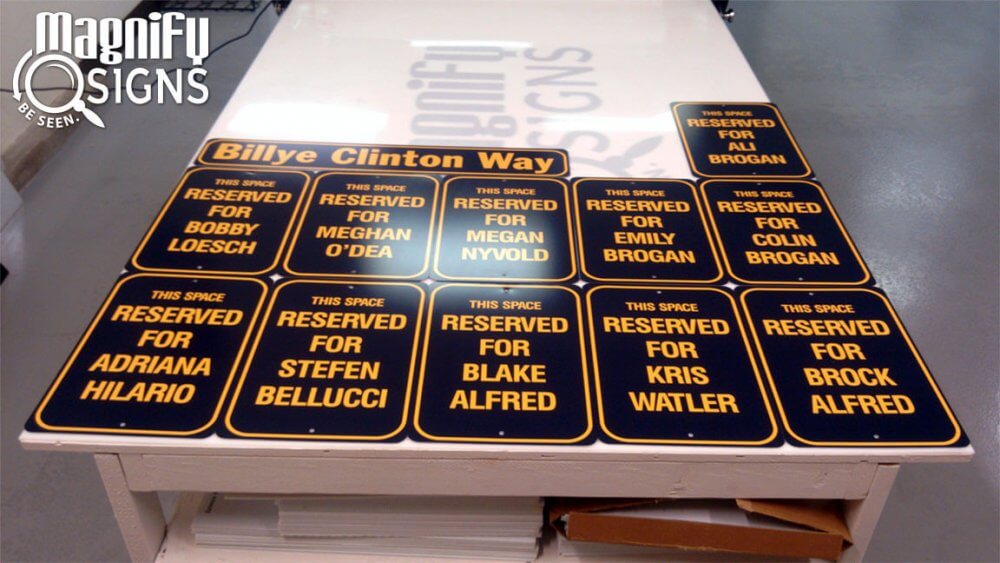 Magnify
SIGNS
BE SEEN.
Magnify
SIGNS
THIS SPACE
RESERVED
FOR
ALI
BROGAN
Billye Clinton Way
THIS SPACE
RESERVED
FOR
BOBBY
LOESCH
THIS SPACE
RESERVED
FOR
MEGHAN
O'DEA
THIS SPACE
RESERVED
FOR
MEGAN
NYVOLD
THIS SPACE
RESERVED
FOR
EMILY
BROGAN
THIS SPACE
RESERVED
FOR
COLIN
BROGAN
THIS SPACE
RESERVED
FOR
ADRIANA
HILARIO
THIS SPACE
RESERVED
FOR
STEFEN
BELLUCCI
THIS SPACE
RESERVED
FOR
BLAKE
ALFRED
THIS SPACE
RESERVED
FOR
KRIS
WATLER
THIS SPACE
RESERVED
FOR
BROCK
ALFRED